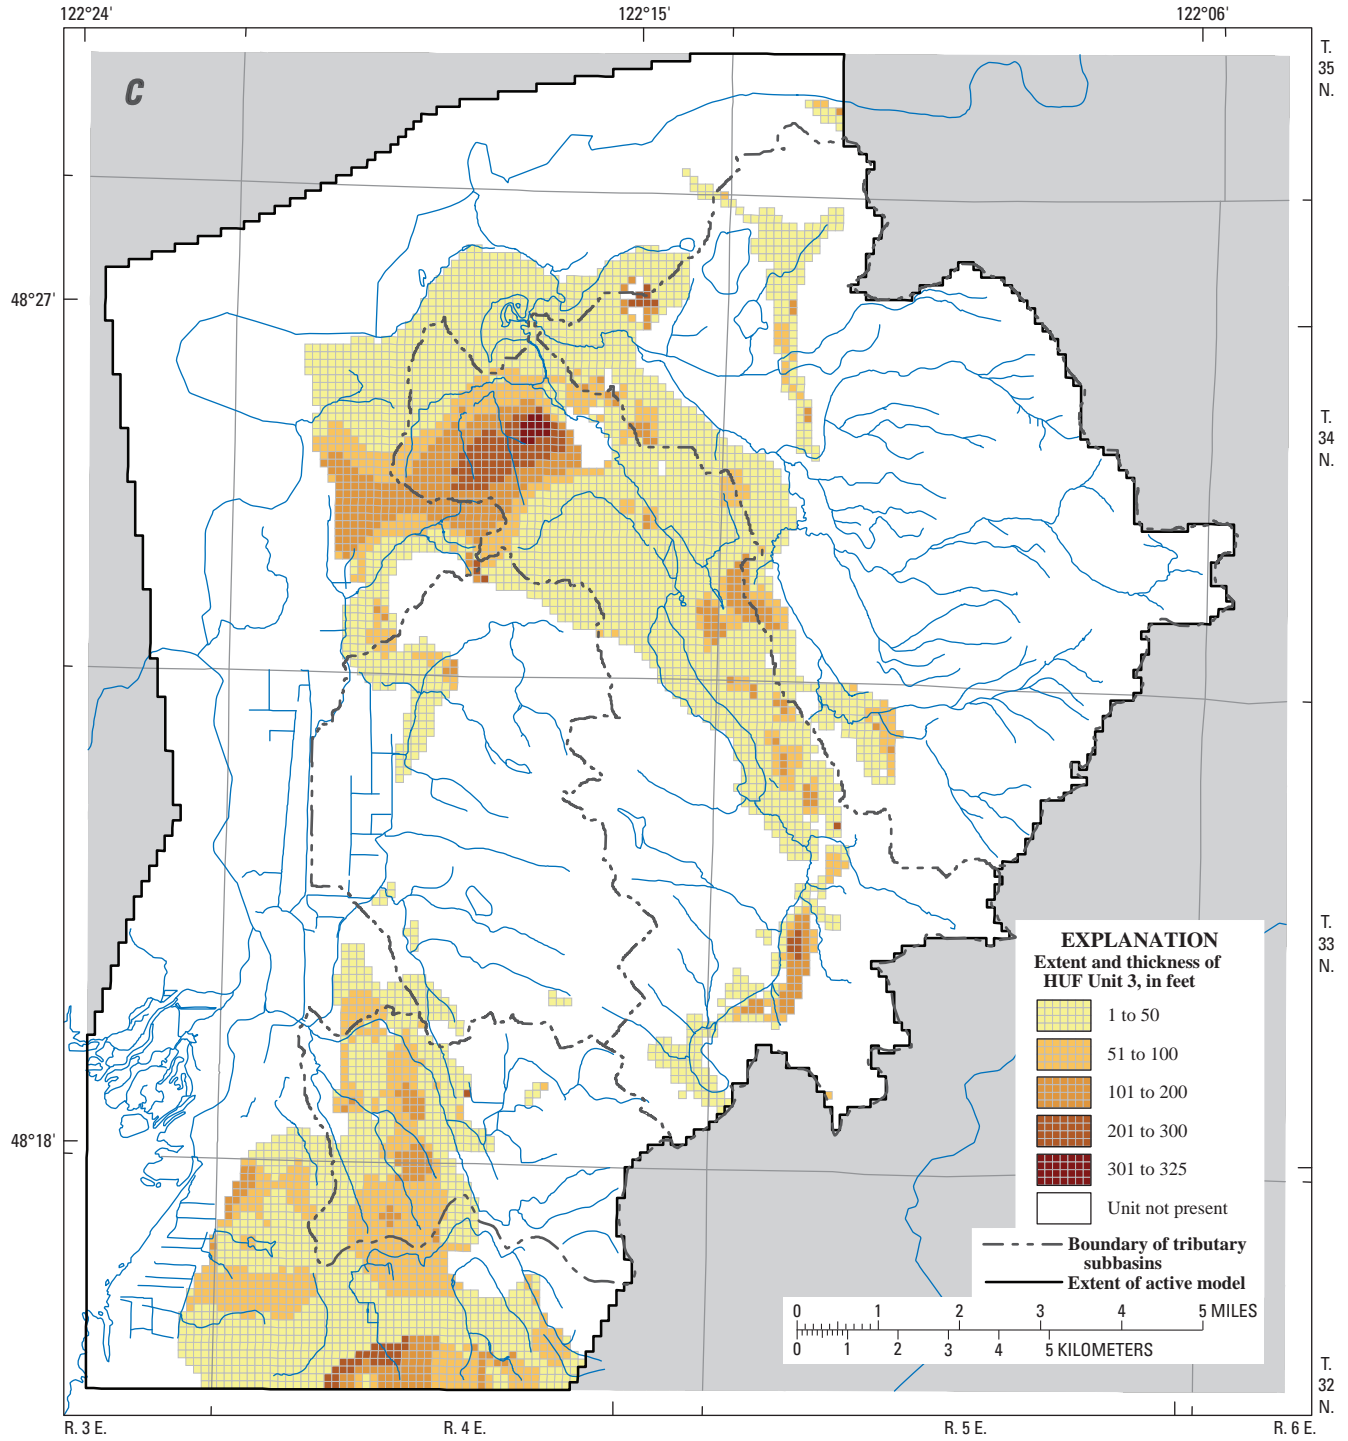 122°24'
122°15'
122°06'
T.
35
N.
C
48°27'
T.
34
N.
T.
33
N.
EXPLANATION
Extent and thickness of
HUF Unit 3, in feet
1 to 50
51 to 100
101 to 200
48°18'
201 to 300
301 to 325
Unit not present
Boundary of tributary
subbasins
Extent of active model
0 1 2 3 4 5 MILES
0 1 2 3 4 5 KILOMETERS
T.
32
N.
R. 3 E.
R. 4 E.
R. 5 E.
R. 6 E.